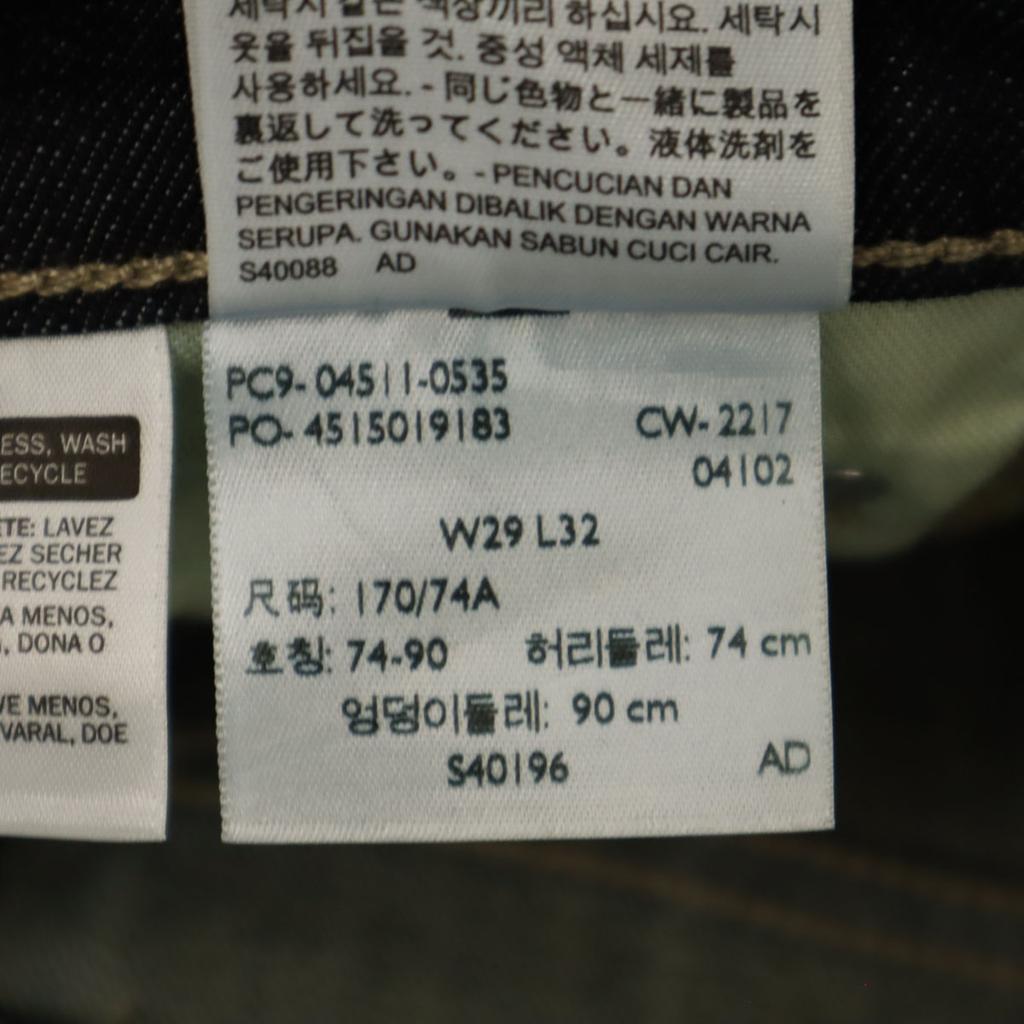 세탁시 같은 색상끼리 하십시요. 세탁시
옷을 뒤집을 것. 중성 액체 세제를
사용하세요. - 同じ色物と一緒に製品を
裏返して洗ってください。液体洗剤を
ご使用下さい。- PENCUCIAN DAN
PENGERINGAN DIBALIK DENGAN WARNA
SERUPA. GUNAKAN SABUN CUCI CAIR.
S40088 AD
ESS, WASH
ECYCLE
TE: LAVEZ
EZ SECHER
RECYCLEZ
A MENOS,
, DONA O
VE MENOS,
VARAL, DOE
PC9- 04511-0535
PO- 4515019183 CW- 2217
04102
W29 L32
尺码: 170/74A
호칭: 74-90 허리둘레: 74 cm
엉덩이둘레: 90 cm
S40196 AD